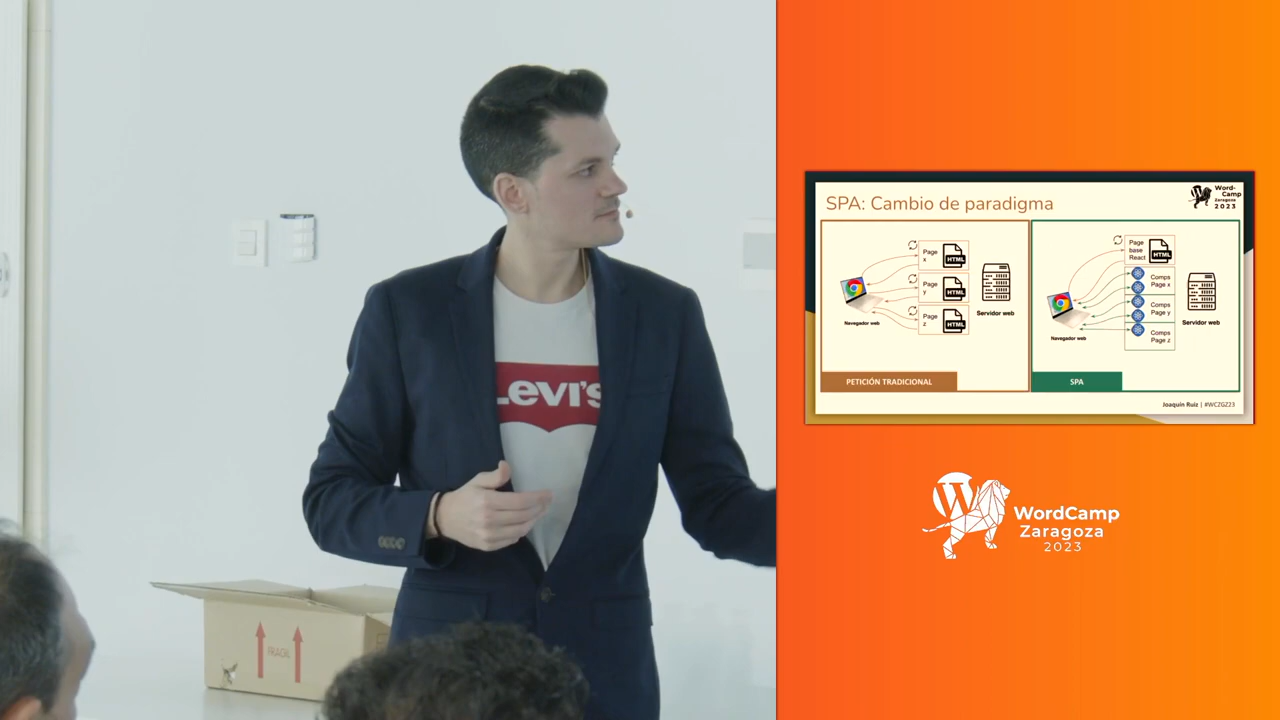 Levi's
FRAGIL
SPA: Cambio de paradigma
Word-
Camp
Zaragoza
2023
Page
x
HTML
Page
y
HTML
Page
z
HTML
Navegador web
Servidor web
PETICIÓN TRADICIONAL
Page
base
React
HTML
Comps
Page x
Comps
Page y
Comps
Page z
Navegador web
Servidor web
SPA
Joaquín Ruiz | #WCZGZ23
WordCamp
Zaragoza
2023